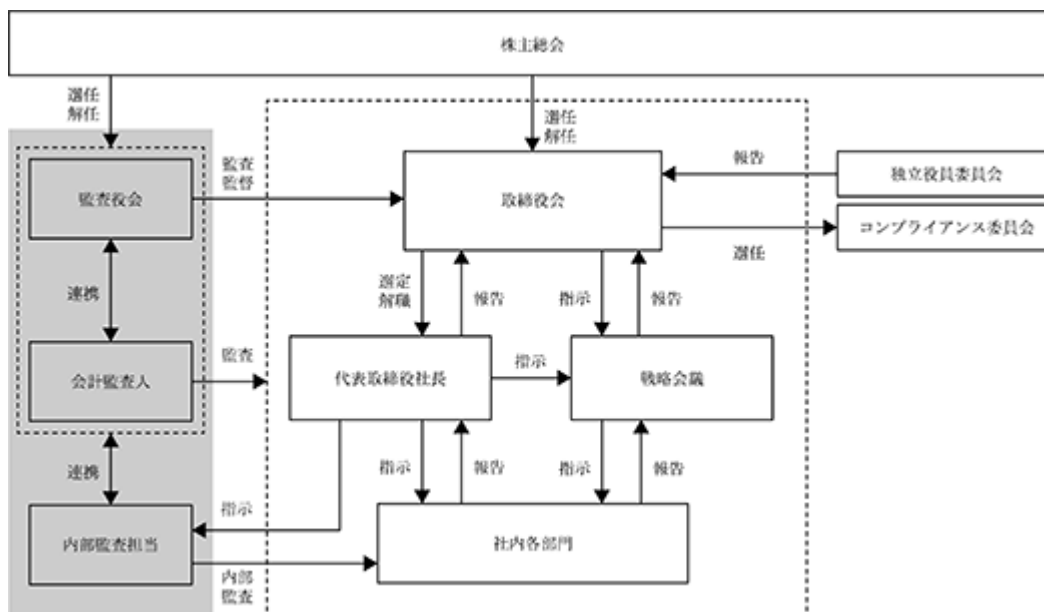 株主総会
選任
解任
選任
解任
監査役会
監査
監督
取締役会
報告
独立役員委員会
コンプライアンス委員会
選任
連携
選定
解職
報告
指示
報告
会計監査人
監査
代表取締役社長
指示
戦略会議
連携
指示
報告
指示
報告
指示
内部監査担当
社内各部門
内部
監査